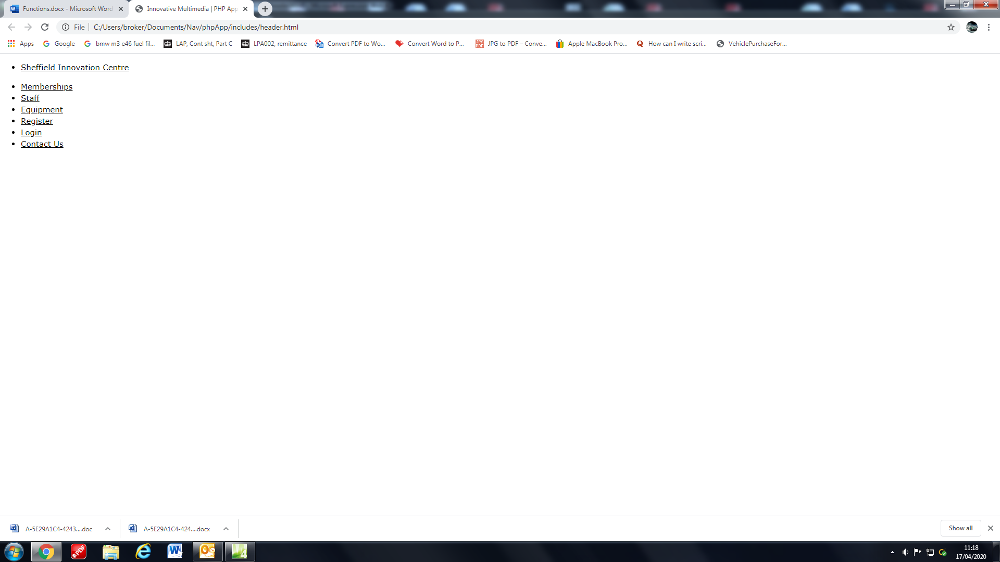 Functions.docx - Microsoft Word
Innovative Multimedia | PHP App
File C:/Users/broker/Documents/Nav/phpApp/includes/header.html
Apps Google bmw m3 e46 fuel fil... LAP, Cont sht, Part C LPA002, remittance Convert PDF to Wo... Convert Word to P... JPG to PDF – Conve... Apple MacBook Pro... How can I write scri... VehiclePurchaseFor...
• Sheffield Innovation Centre
• Memberships
• Staff
• Equipment
• Register
• Login
• Contact Us
A-5E29A1C4-4243....doc A-5E29A1C4-424....docx Show all
11:18
17/04/2020